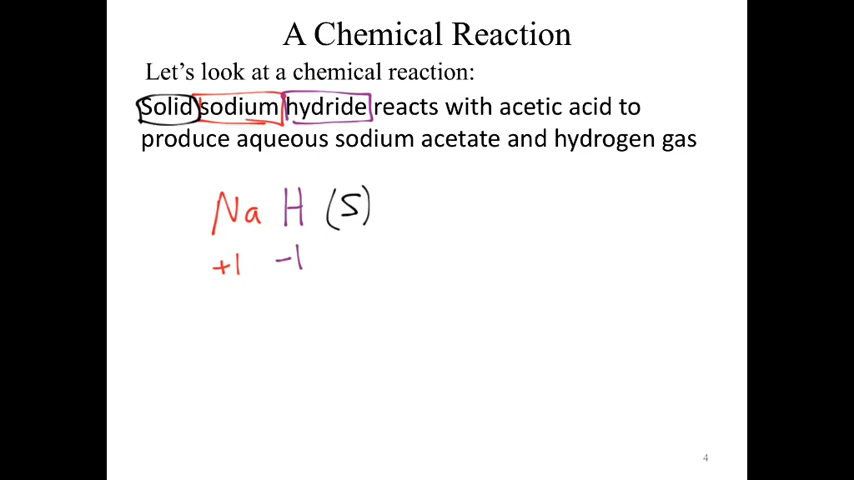 A Chemical Reaction
Let's look at a chemical reaction:
Solid sodium hydride reacts with acetic acid to
produce aqueous sodium acetate and hydrogen gas
Na H (S)
+1 -1
4